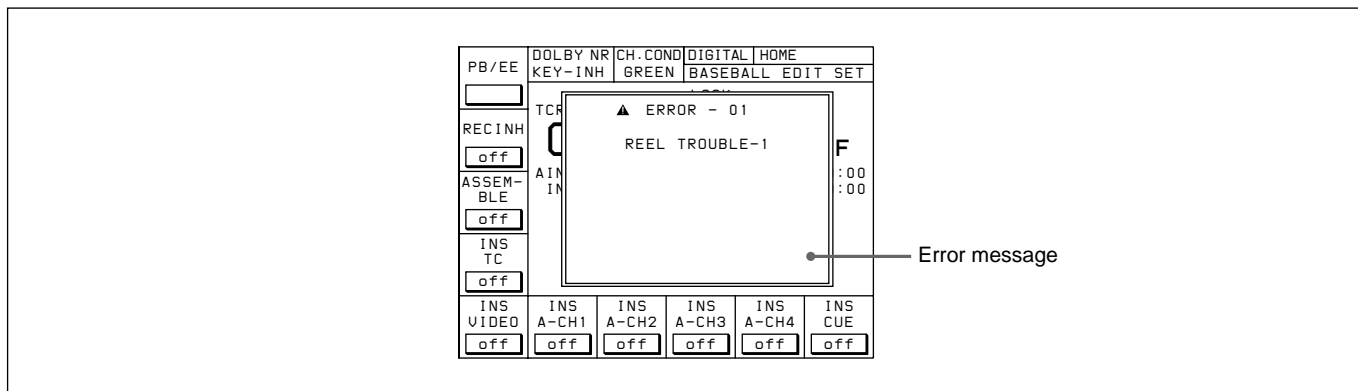 PB/EE
DOLBY NR CH.COND DIGITAL HOME
KEY-INH GREEN BASEBALL EDIT SET
TCR
⚠ ERROR - 01
REEL TROUBLE-1
F
RECINH
off
AIN
:00
IN
:00
ASSEM-
BLE
off
INS
TC
off
Error message
INS
VIDEO
off
INS
A-CH1
off
INS
A-CH2
off
INS
A-CH3
off
INS
A-CH4
off
INS
CUE
off